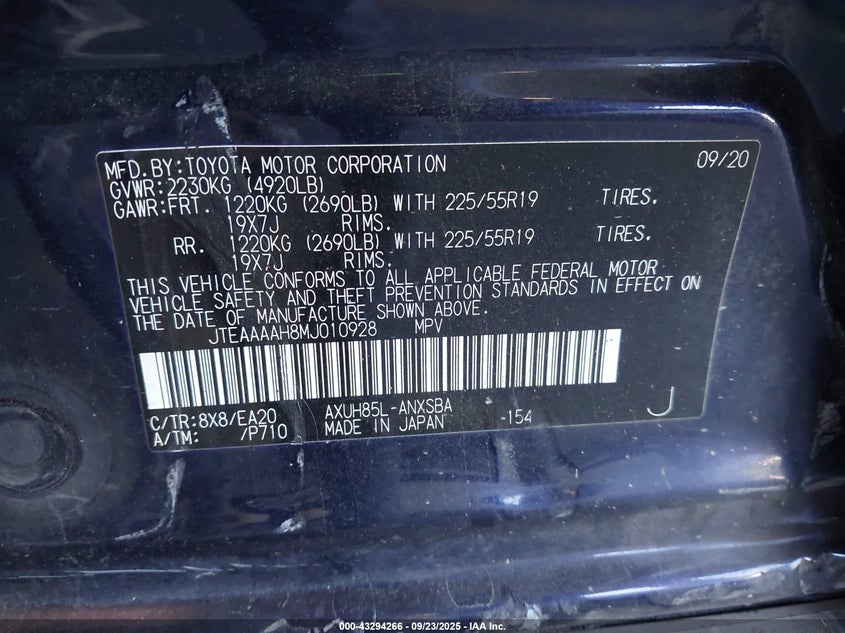 MFD.BY:TOYOTA MOTOR CORPORATION 09/20
GVWR:2230KG (4920LB)
GAWR:FRT. 1220KG (2690LB) WITH 225/55R19 TIRES.
19X7J RIMS.
RR. 1220KG (2690LB) WITH 225/55R19 TIRES.
19X7J RIMS.
THIS VEHICLE CONFORMS TO ALL APPLICABLE FEDERAL MOTOR
VEHICLE SAFETY AND THEFT PREVENTION STANDARDS IN EFFECT ON
THE DATE OF MANUFACTURE SHOWN ABOVE.
JTEAAAAH8MJ010928 MPV
C/TR:8X8/EA20 AXUH85L-ANXSBA -154 J
A/TM: /P710 MADE IN JAPAN
000-43294266 - 09/23/2025 - IAA Inc.